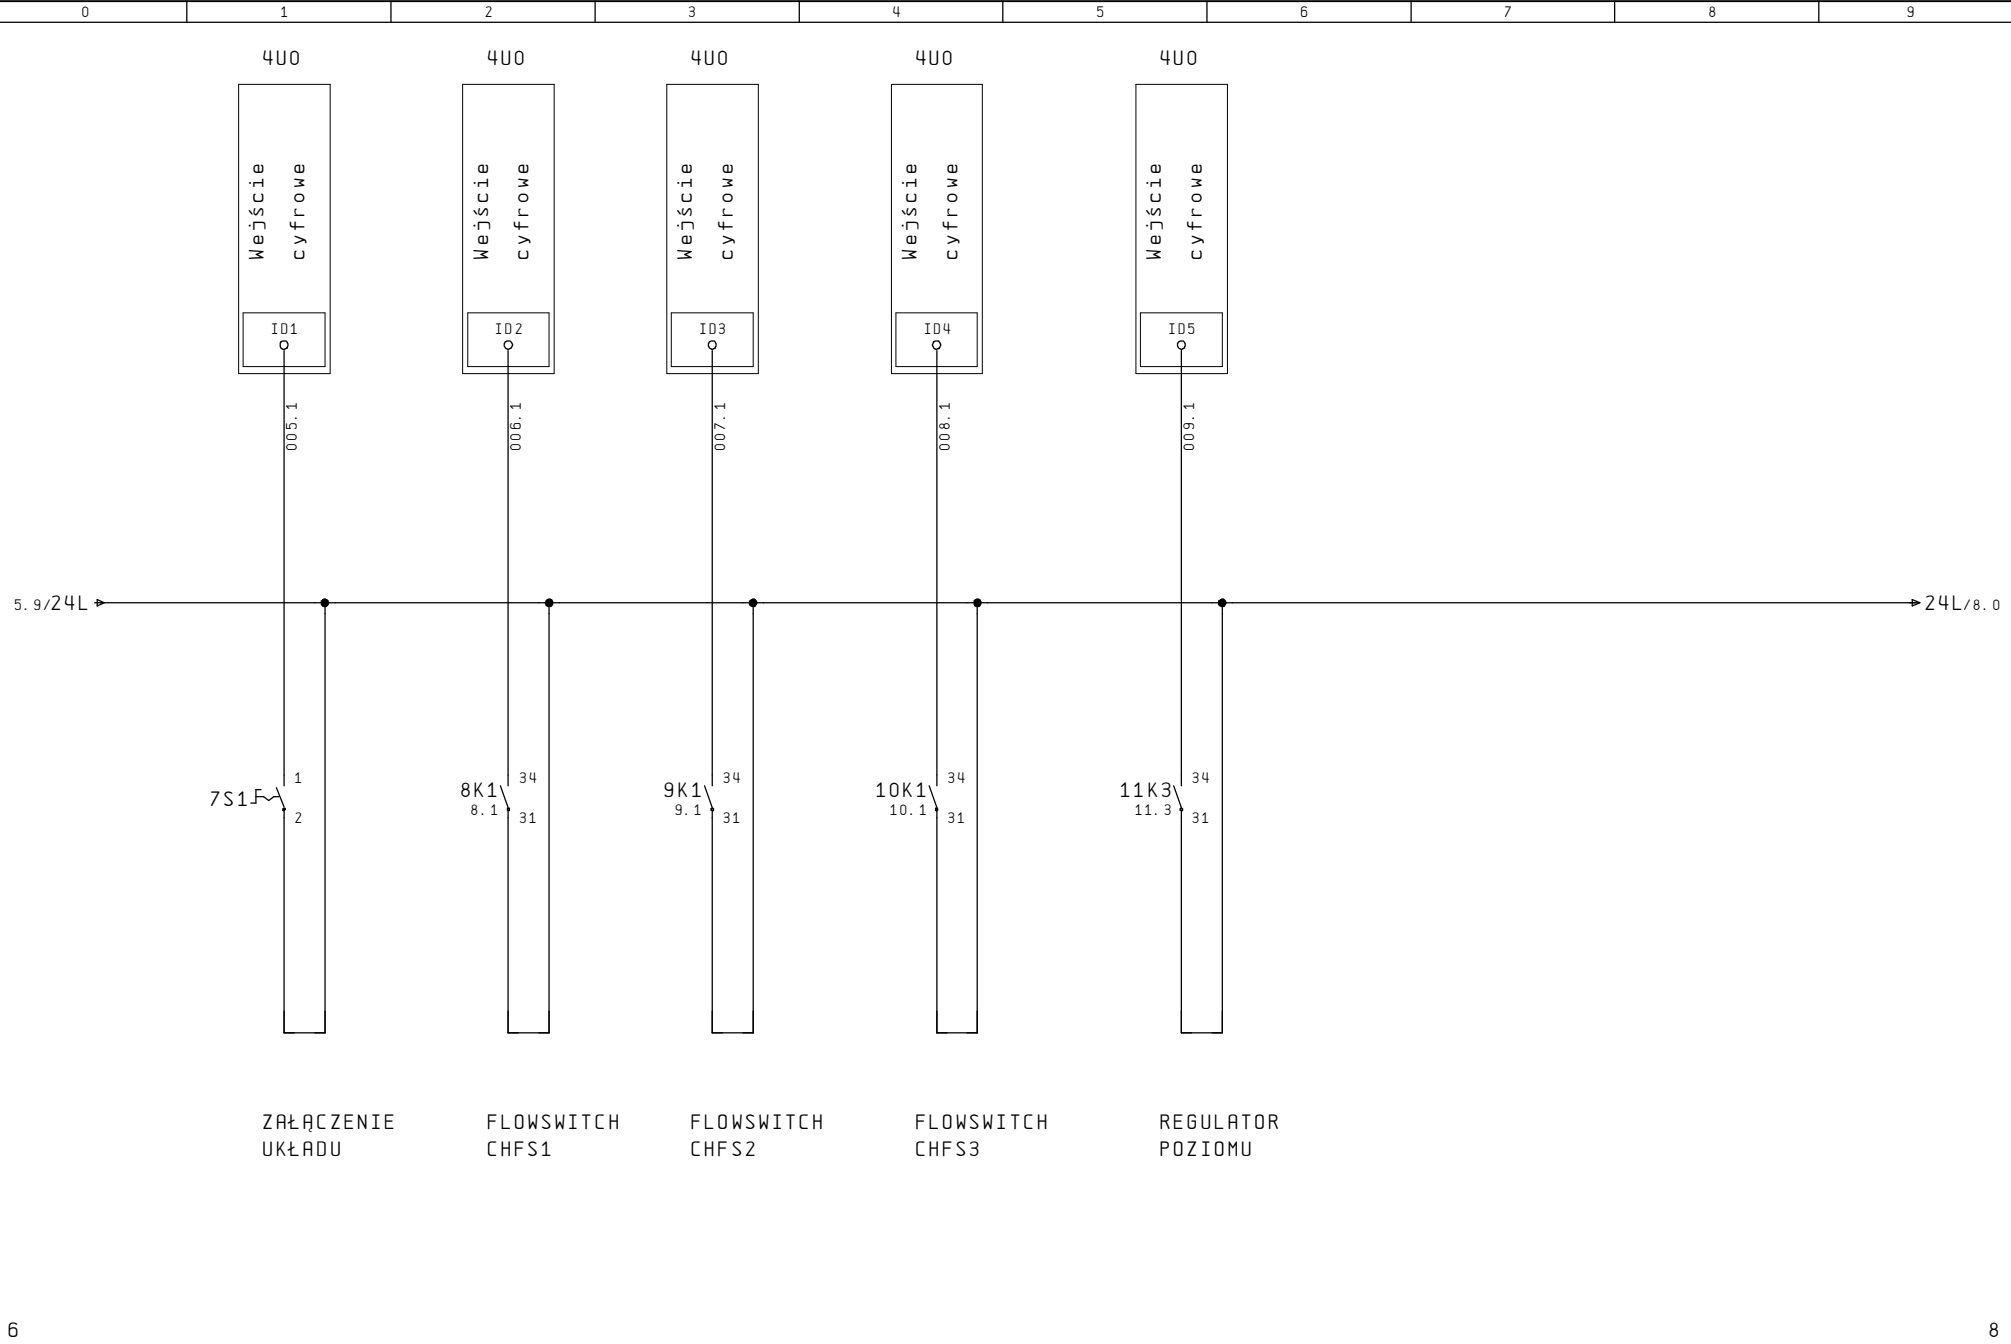 0 1 2 3 4 5 6 7 8 9
4U0 4U0 4U0 4U0 4U0
Wejście
cyfrowe
Wejście
cyfrowe
Wejście
cyfrowe
Wejście
cyfrowe
Wejście
cyfrowe
ID1 ID2 ID3 ID4 ID5
005.1 006.1 007.1 008.1 009.1
5.9/24L 24L/8.0
1 34 34 34 34
7S1 8K1 9K1 10K1 11K3
8.1 9.1 10.1 11.3
2 31 31 31 31
ZAŁĄCZENIE
UKŁADU
FLOWSWITCH
CHFS1
FLOWSWITCH
CHFS2
FLOWSWITCH
CHFS3
REGULATOR
POZIOMU
6 8